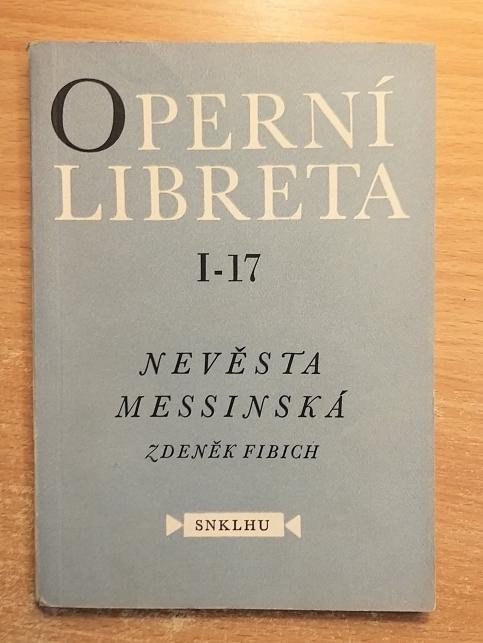 OPERNÍ
LIBRETA
I-17
NEVĚSTA
MESSINSKÁ
ZDENĚK FIBICH
SNKLHU